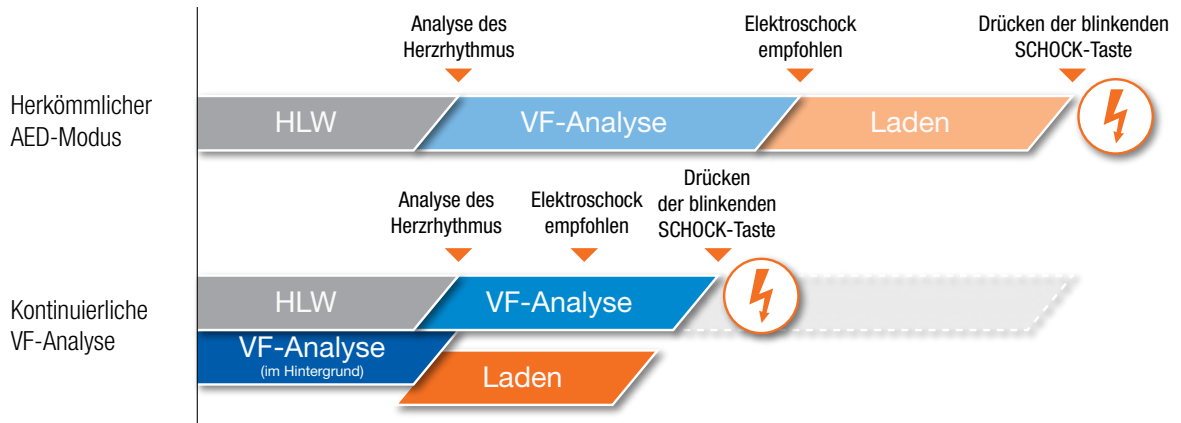 Analyse des
Herzrhythmus
Elektroschock
empfohlen
Drücken der blinkenden
SCHOCK-Taste
Herkömmlicher
AED-Modus
HLW
VF-Analyse
Laden
Analyse des
Herzrhythmus
Elektroschock
empfohlen
Drücken
der blinkenden
SCHOCK-Taste
Kontinuierliche
VF-Analyse
HLW
VF-Analyse
VF-Analyse
(im Hintergrund)
Laden